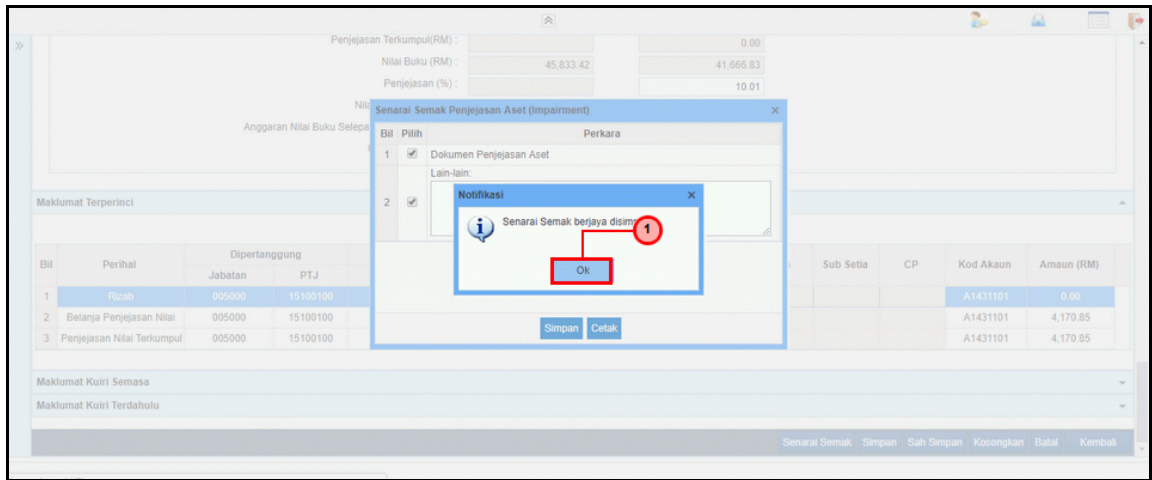 Penjejasan Terkumpul(RM) : 0.00
Nilai Buku (RM) : 45,833.42 41,666.83
Penjejasan (%) : 10.01
Anggaran Nilai Buku
Senarai Semak Penjejasan Aset (Impairment) ×
Bil Pilih Perkara
1 Dokumen Penjejasan Aset
2 Lain-lain:
Notifikasi ×
Senarai Semak berjaya
1
Ok
Simpan Cetak
Maklumat Terperinci
Bil Perihal Dipertanggung Sub Setia CP Kod Akaun Amaun (RM)
Jabatan PTJ
1 Rizab 005000 15100100 A1431101 0.00
2 Belanja Penjejasan Nilai 005000 15100100 A1431101 4,170.85
3 Penjejasan Nilai Terkumpul 005000 15100100 A1431101 4,170.85
Maklumat Kuiri Semasa
Maklumat Kuiri Terdahulu
Senarai Semak Simpan Sah Simpan Kosongkan Batal Kembali